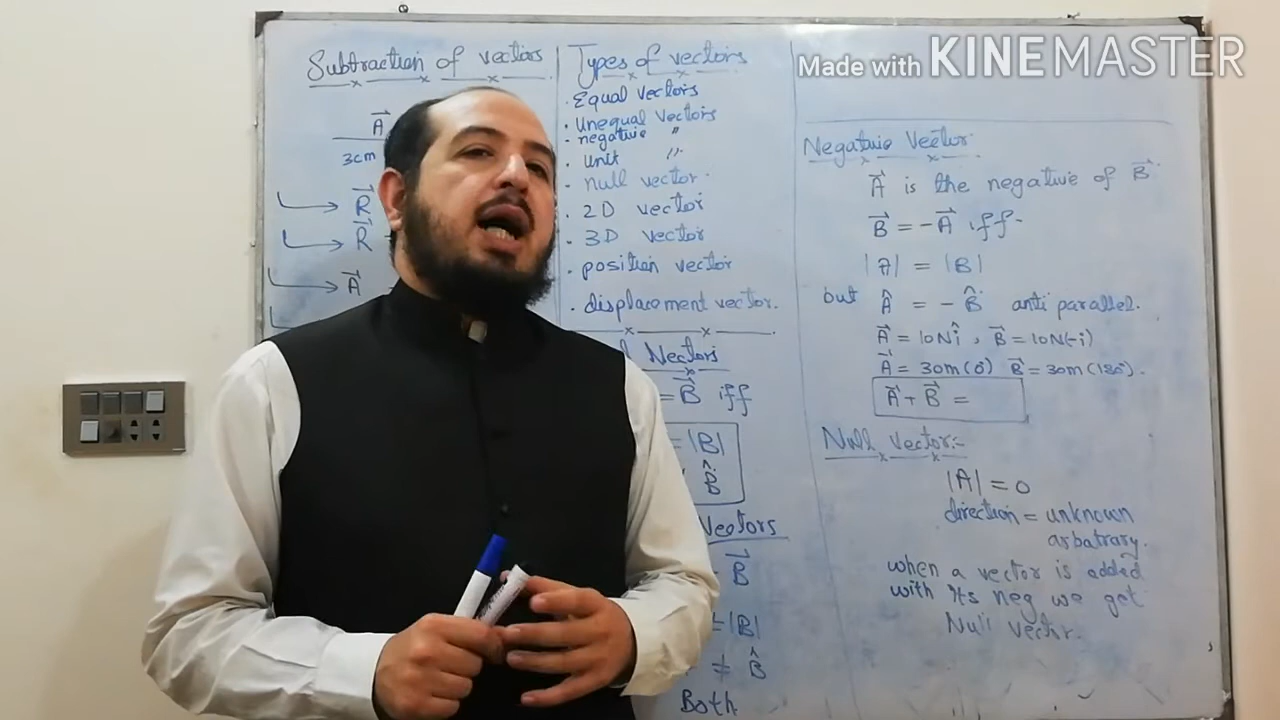 Made with KINEMASTER
Subtraction of vectors
A⃗
3cm
R⃗
R⃗
A⃗
Types of vectors
· Equal vectors
· unequal vectors
· negative "
· unit "
· null vector.
· 2D vector
· 3D vector
· position vector
· displacement vector.
Vectors
= B⃗ iff
= |B|
B̂
Vectors
B⃗
= |B|
≠ B̂
Both
Negative Vector
A⃗ is the negative of B⃗
B⃗ = -A⃗ iff
|A| = |B|
but Â = -B̂ anti parallel.
A⃗ = 10N î , B⃗ = 10N(-i)
A⃗ = 30m(0°) B⃗ = 30m(180°).
A⃗ + B⃗ =
Null Vector:-
|A| = 0
direction = unknown
arbatrary.
when a vector is added
with its neg we get
Null vector.